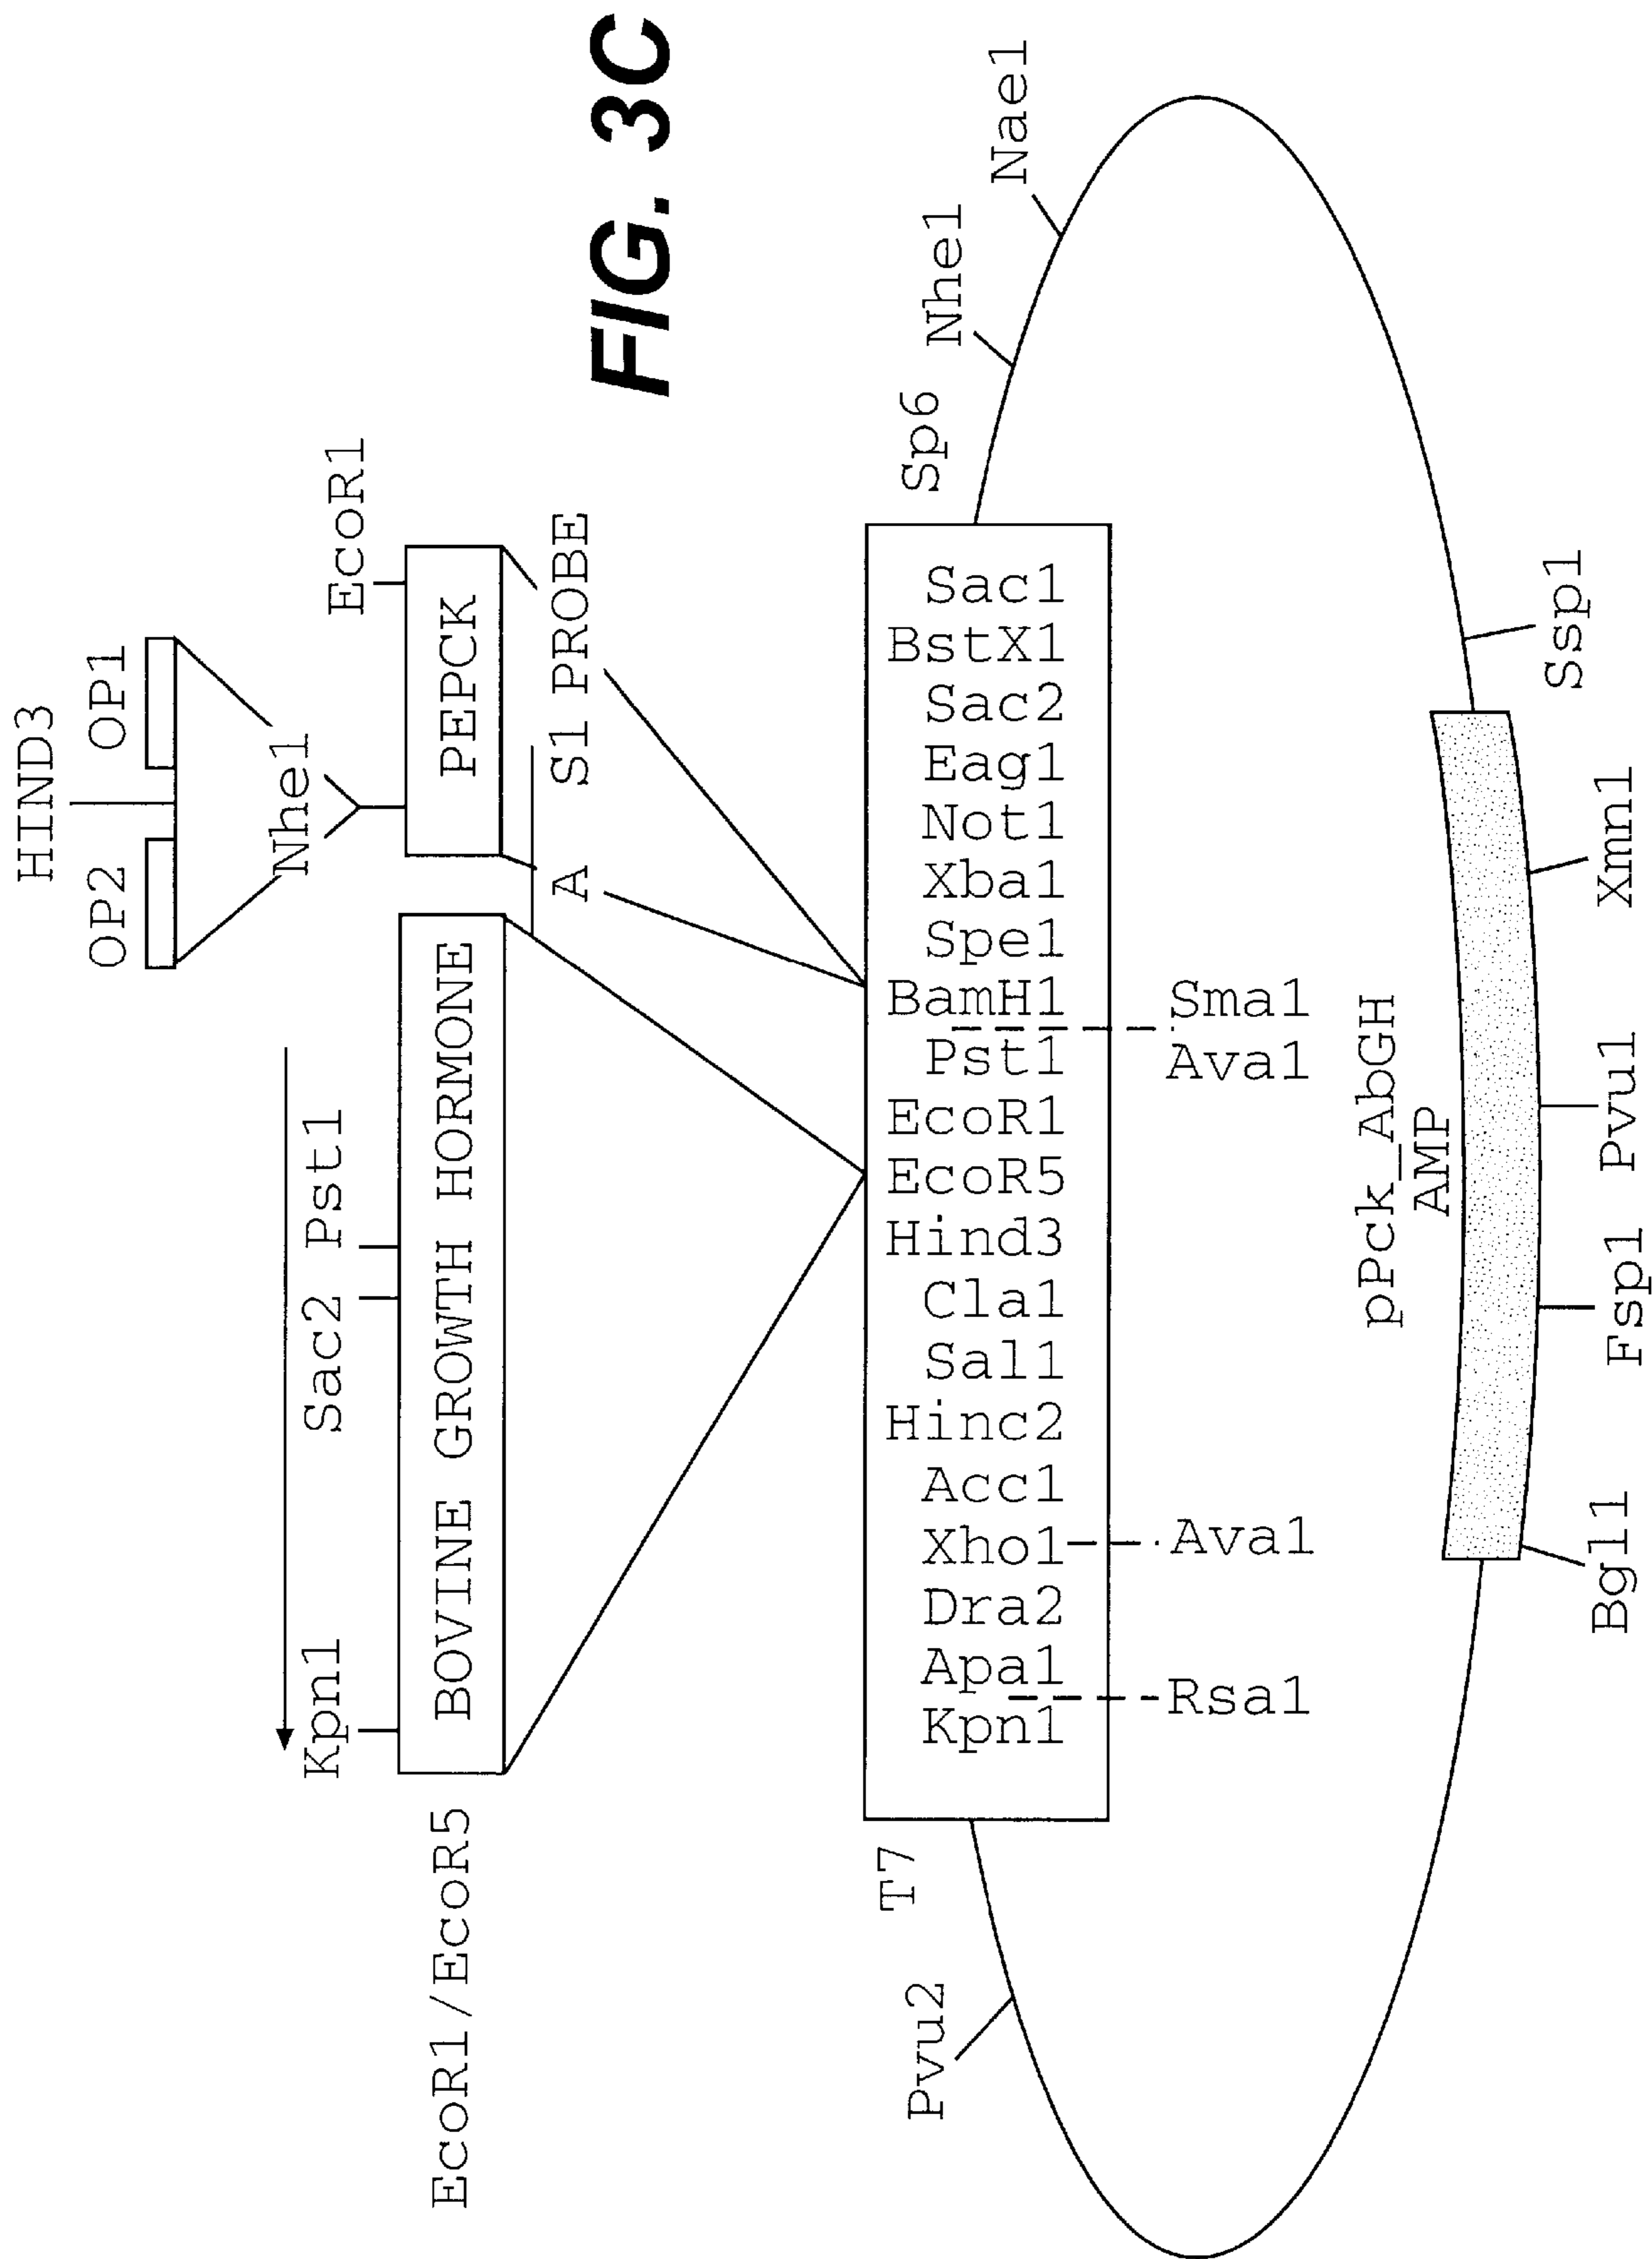 FIG. 3C
HIND3
OP2
OP1
Nhe1
EcoR1
Kpn1
Sac2
Pst1
EcoR1/EcoR5
BOVINE GROWTH HORMONE
PEPCK
A
S1 PROBE
T7
Sp6
Pvu2
Nhe1
Nae1
Kpn1
Apa1
Dra2
Xho1
Acc1
Hinc2
Sal1
Cla1
Hind3
EcoR5
EcoR1
Pst1
BamH1
Spe1
Xba1
Not1
Eag1
Sac2
BstX1
Sac1
Rsa1
Ava1
Ava1
Sma1
pPck_AbGH
AMP
Bgl1
Fsp1
Pvu1
Xmn1
Ssp1